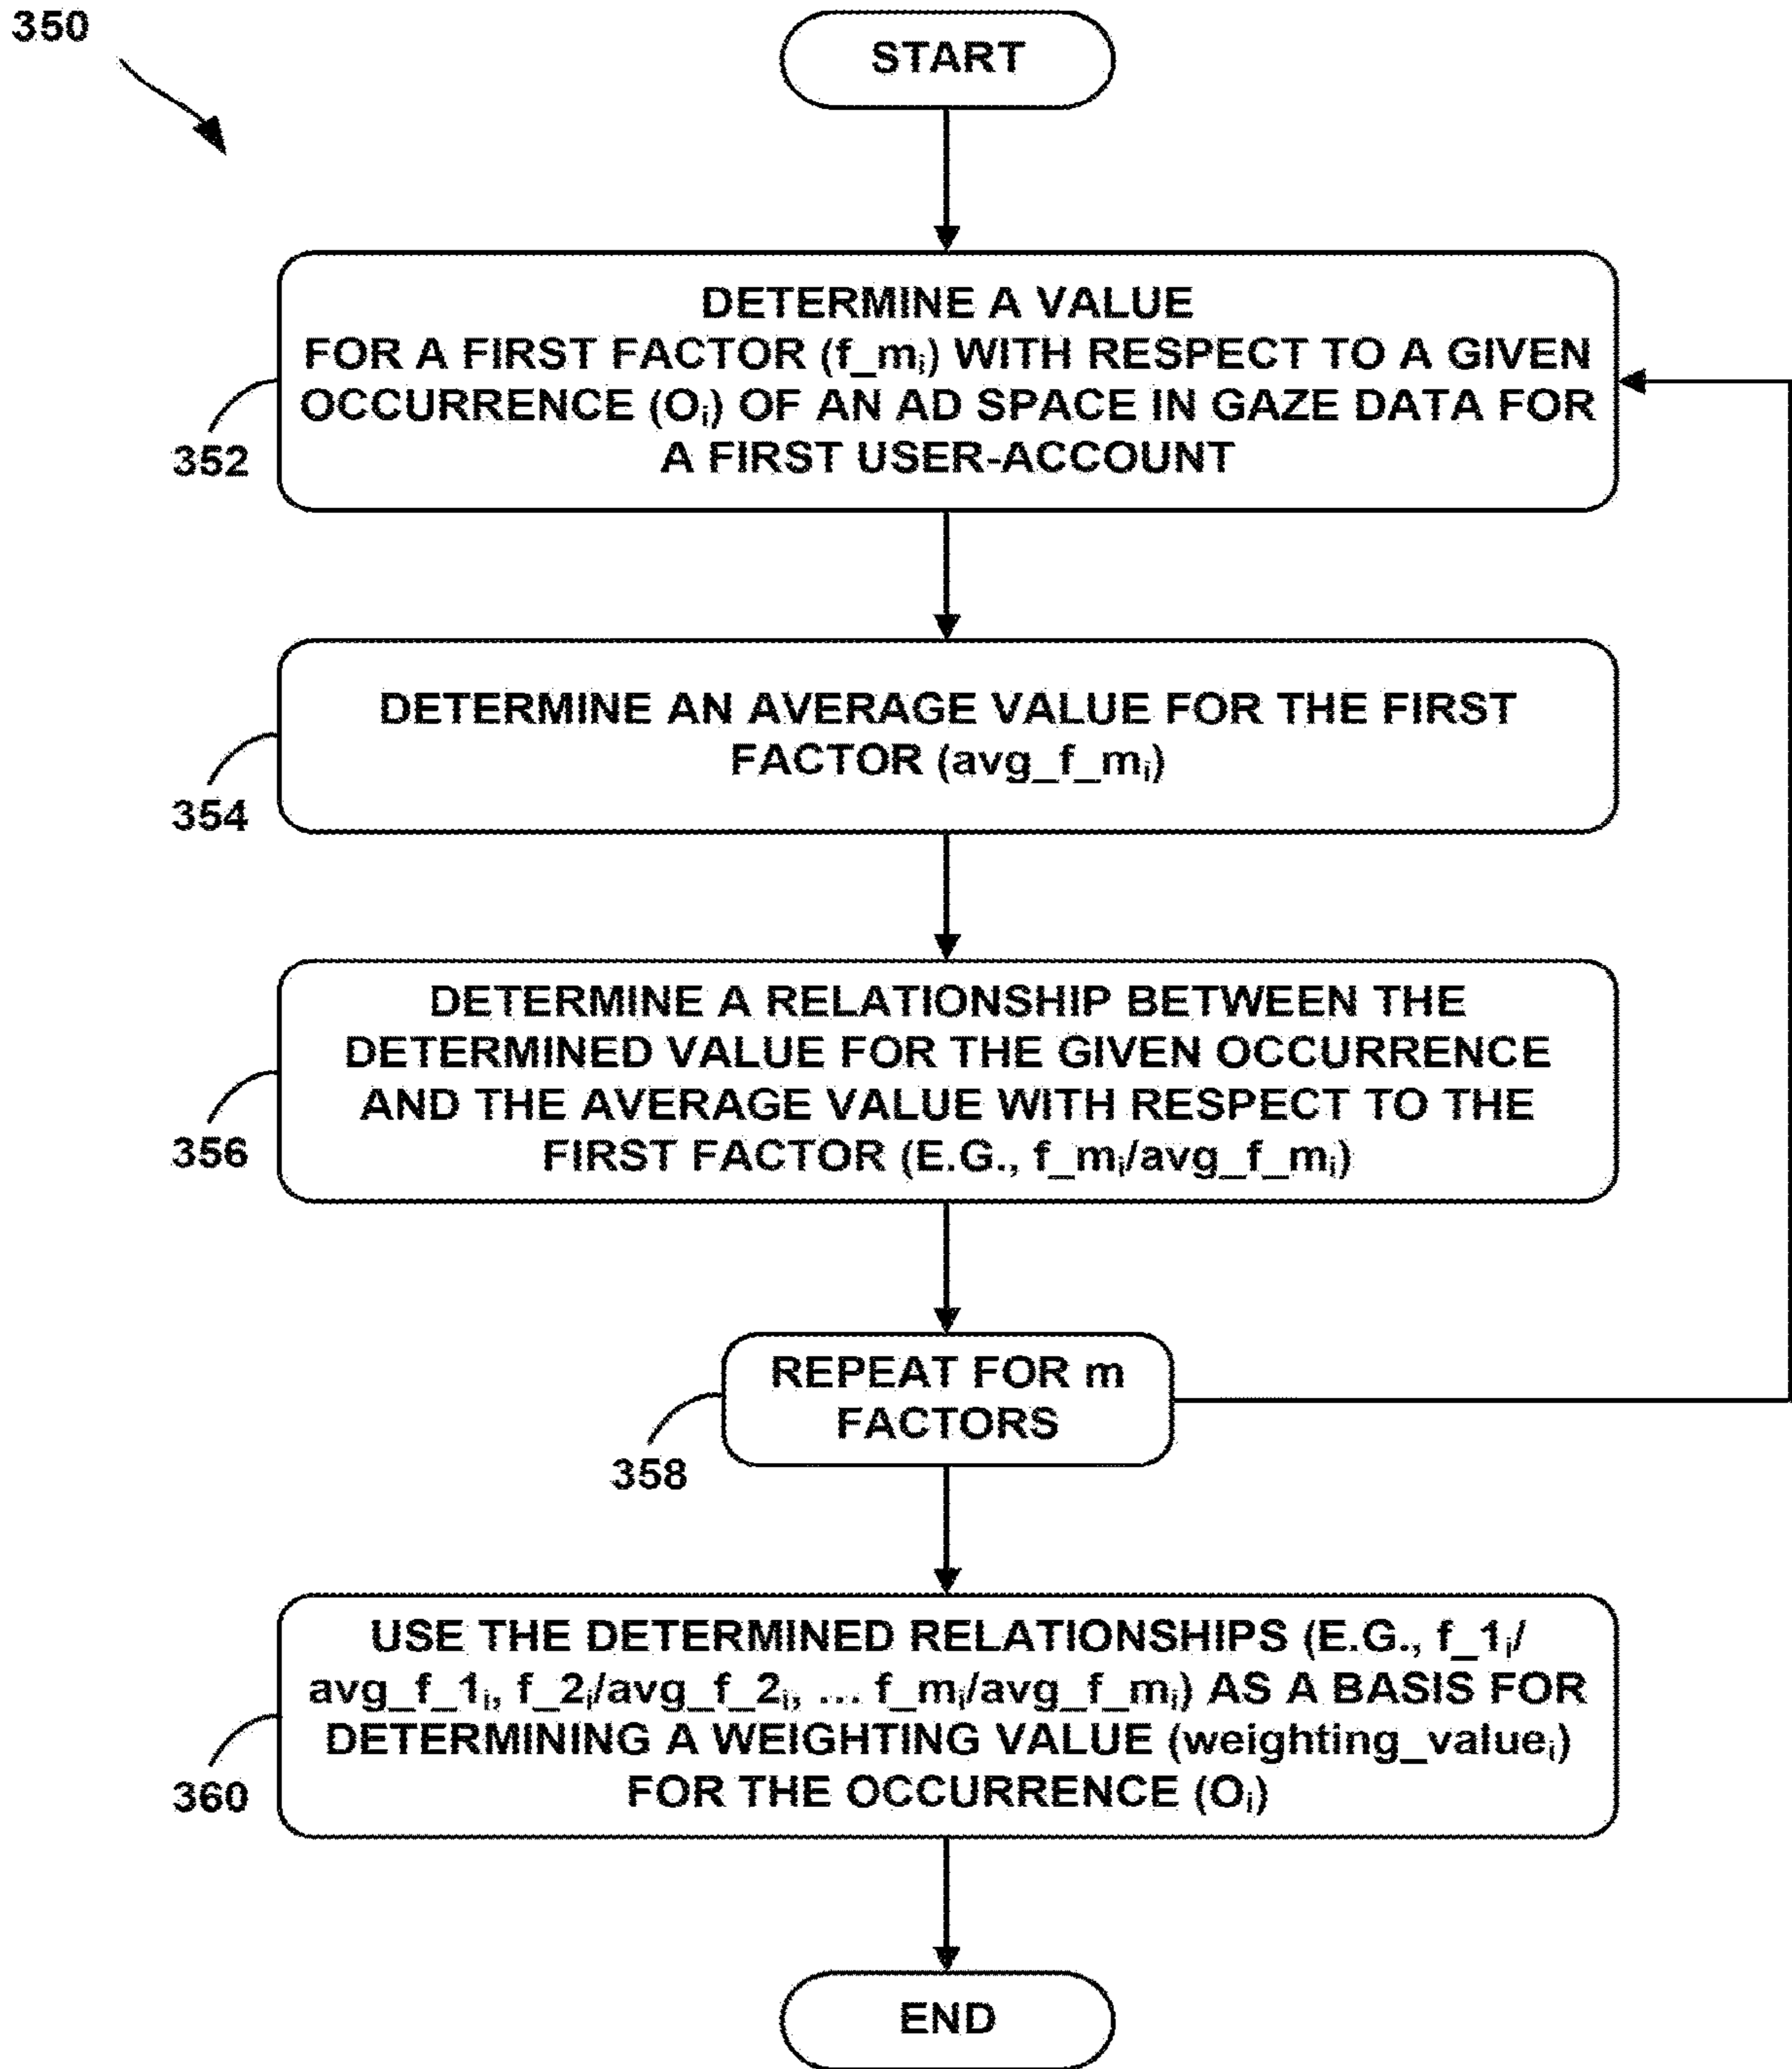 350
START
DETERMINE A VALUE
FOR A FIRST FACTOR (f_mᵢ) WITH RESPECT TO A GIVEN
OCCURRENCE (Oᵢ) OF AN AD SPACE IN GAZE DATA FOR
A FIRST USER-ACCOUNT
352
DETERMINE AN AVERAGE VALUE FOR THE FIRST
FACTOR (avg_f_mᵢ)
354
DETERMINE A RELATIONSHIP BETWEEN THE
DETERMINED VALUE FOR THE GIVEN OCCURRENCE
AND THE AVERAGE VALUE WITH RESPECT TO THE
FIRST FACTOR (E.G., f_mᵢ/avg_f_mᵢ)
356
REPEAT FOR m
FACTORS
358
USE THE DETERMINED RELATIONSHIPS (E.G., f_1ᵢ/
avg_f_1ᵢ, f_2ᵢ/avg_f_2ᵢ, ... f_mᵢ/avg_f_mᵢ) AS A BASIS FOR
DETERMINING A WEIGHTING VALUE (weighting_valueᵢ)
FOR THE OCCURRENCE (Oᵢ)
360
END